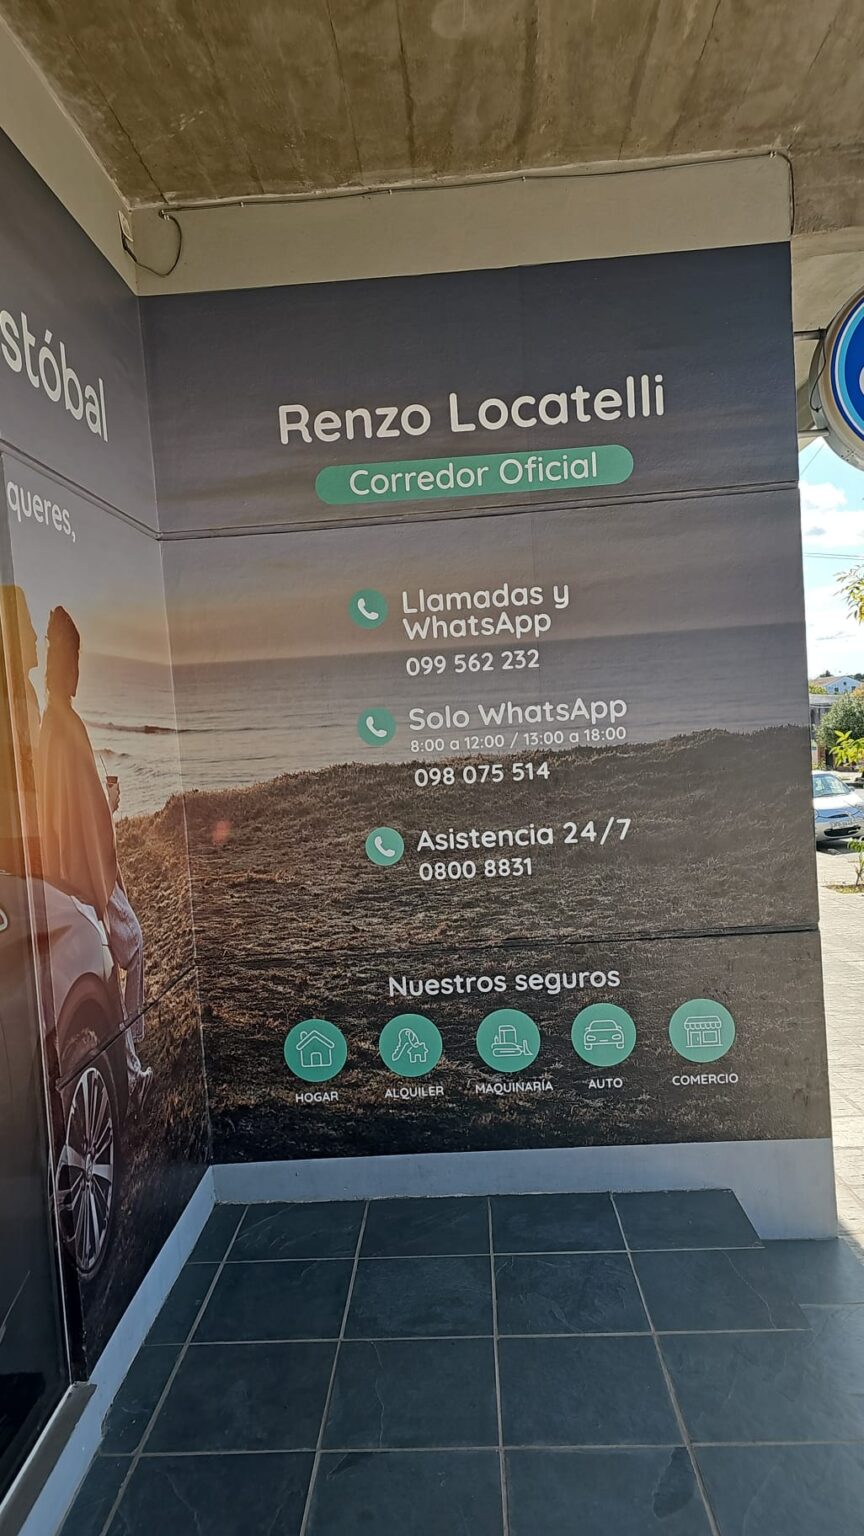 stóbal
queres,
Renzo Locatelli
Corredor Oficial
Llamadas y
WhatsApp
099 562 232
Solo WhatsApp
8:00 a 12:00 / 13:00 a 18:00
098 075 514
Asistencia 24/7
0800 8831
Nuestros seguros
HOGAR
ALQUILER
MAQUINARÍA
AUTO
COMERCIO